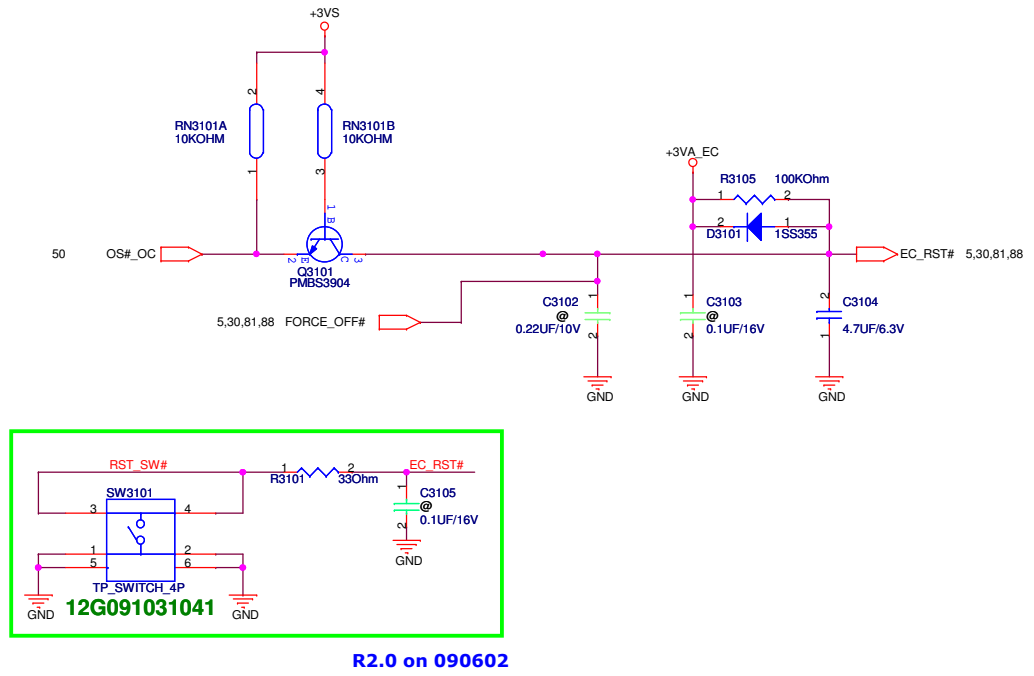 +3VS
2
4
RN3101A
10KOHM
RN3101B
10KOHM
1
3
+3VA_EC
R3105 100KOhm
1 2
2 1
D3101 1SS355
1
B
50 OS#_OC
2 E C 3
EC_RST# 5,30,81,88
Q3101
PMBS3904
5,30,81,88 FORCE_OFF#
1
C3102
@
0.22UF/10V
2
1
C3103
@
0.1UF/16V
2
2
C3104
4.7UF/6.3V
1
GND
GND
GND
RST_SW#
1 2
R3101 33Ohm
EC_RST#
SW3101
3 4
1 2
5 6
TP_SWITCH_4P
1
C3105
@
0.1UF/16V
2
GND
GND
12G091031041
GND
R2.0 on 090602